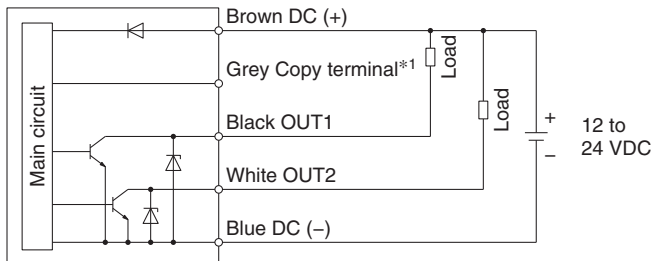 Brown DC (+)
Main circuit
Grey Copy terminal*1
Load
Load
Black OUT1
+
12 to
24 VDC
−
White OUT2
Blue DC (−)